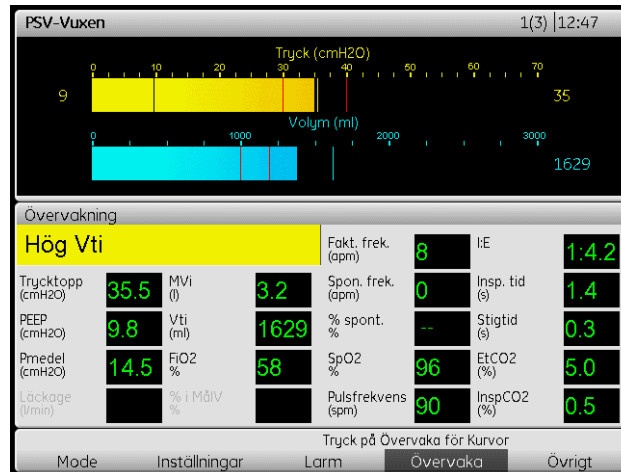 PSV-Vuxen 1(3) 12:47
Tryck (cmH2O)
0 10 20 30 40 50 60 70
9 35
Volym (ml)
0 1000 2000 3000
1629
Övervakning
Hög Vti
Fakt. frek. (apm) 8 I:E 1:4.2
Trycktopp (cmH2O) 35.5 MVi (l) 3.2 Spon. frek. (apm) 0 Insp. tid (s) 1.4
PEEP (cmH2O) 9.8 Vti (ml) 1629 % spont. % -- Stigtid (s) 0.3
Pmedel (cmH2O) 14.5 FiO2 % 58 SpO2 % 96 EtCO2 (%) 5.0
Läckage (l/min) % i MålV % Pulsfrekvens (spm) 90 InspCO2 (%) 0.5
Tryck på Övervaka för Kurvor
Mode Inställningar Larm Övervaka Övrigt